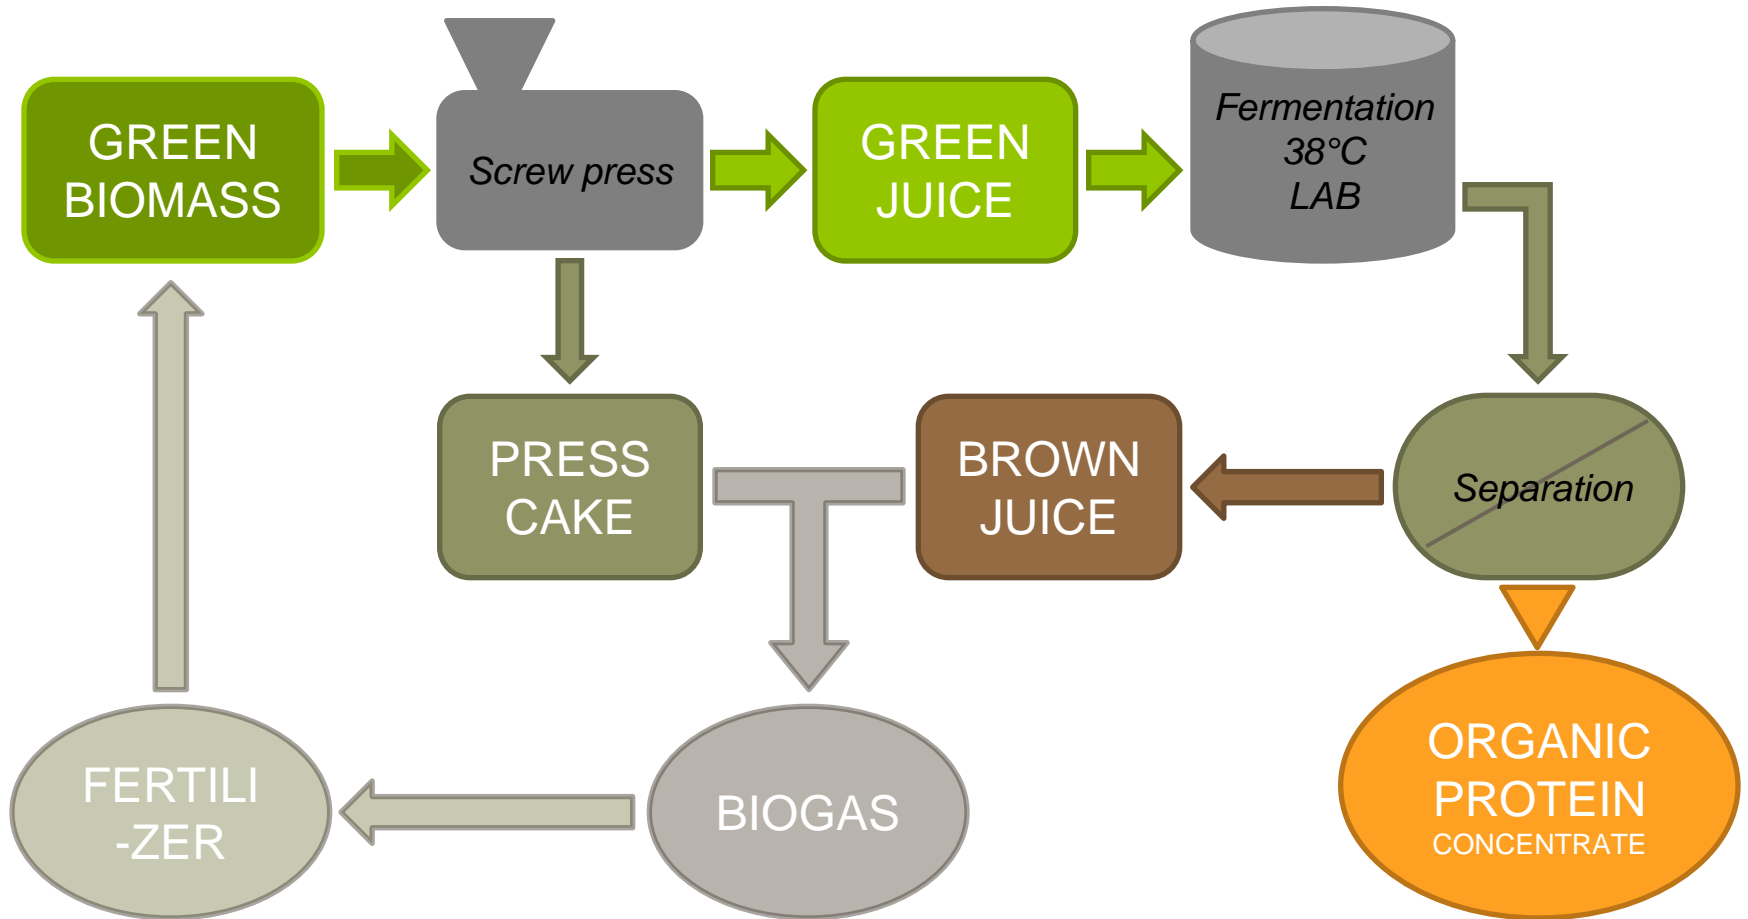 GREEN
BIOMASS
Screw press
GREEN
JUICE
Fermentation
38°C
LAB
PRESS
CAKE
BROWN
JUICE
Separation
FERTILI
-ZER
BIOGAS
ORGANIC
PROTEIN
CONCENTRATE